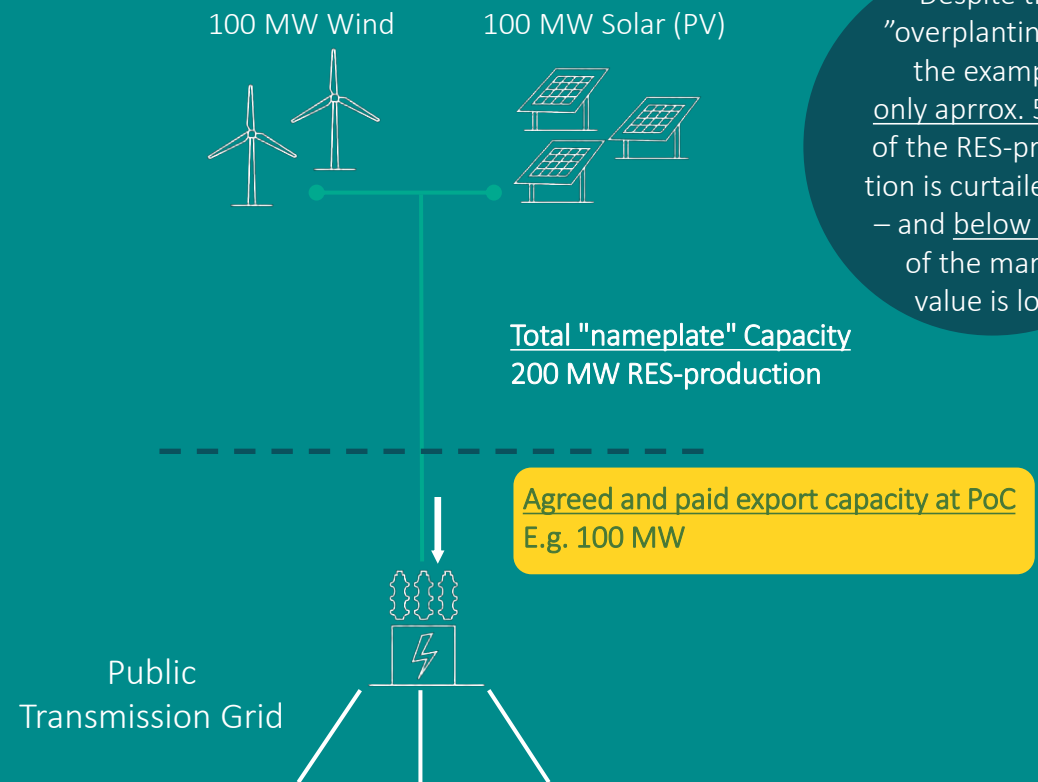 100 MW Wind
100 MW Solar (PV)
Despite
”overplantin
the examp
only aprrox. 5
of the RES-pr
tion is curtaile
– and below
of the mar
value is lo
Total "nameplate" Capacity
200 MW RES-production
Agreed and paid export capacity at PoC
E.g. 100 MW
Public
Transmission Grid